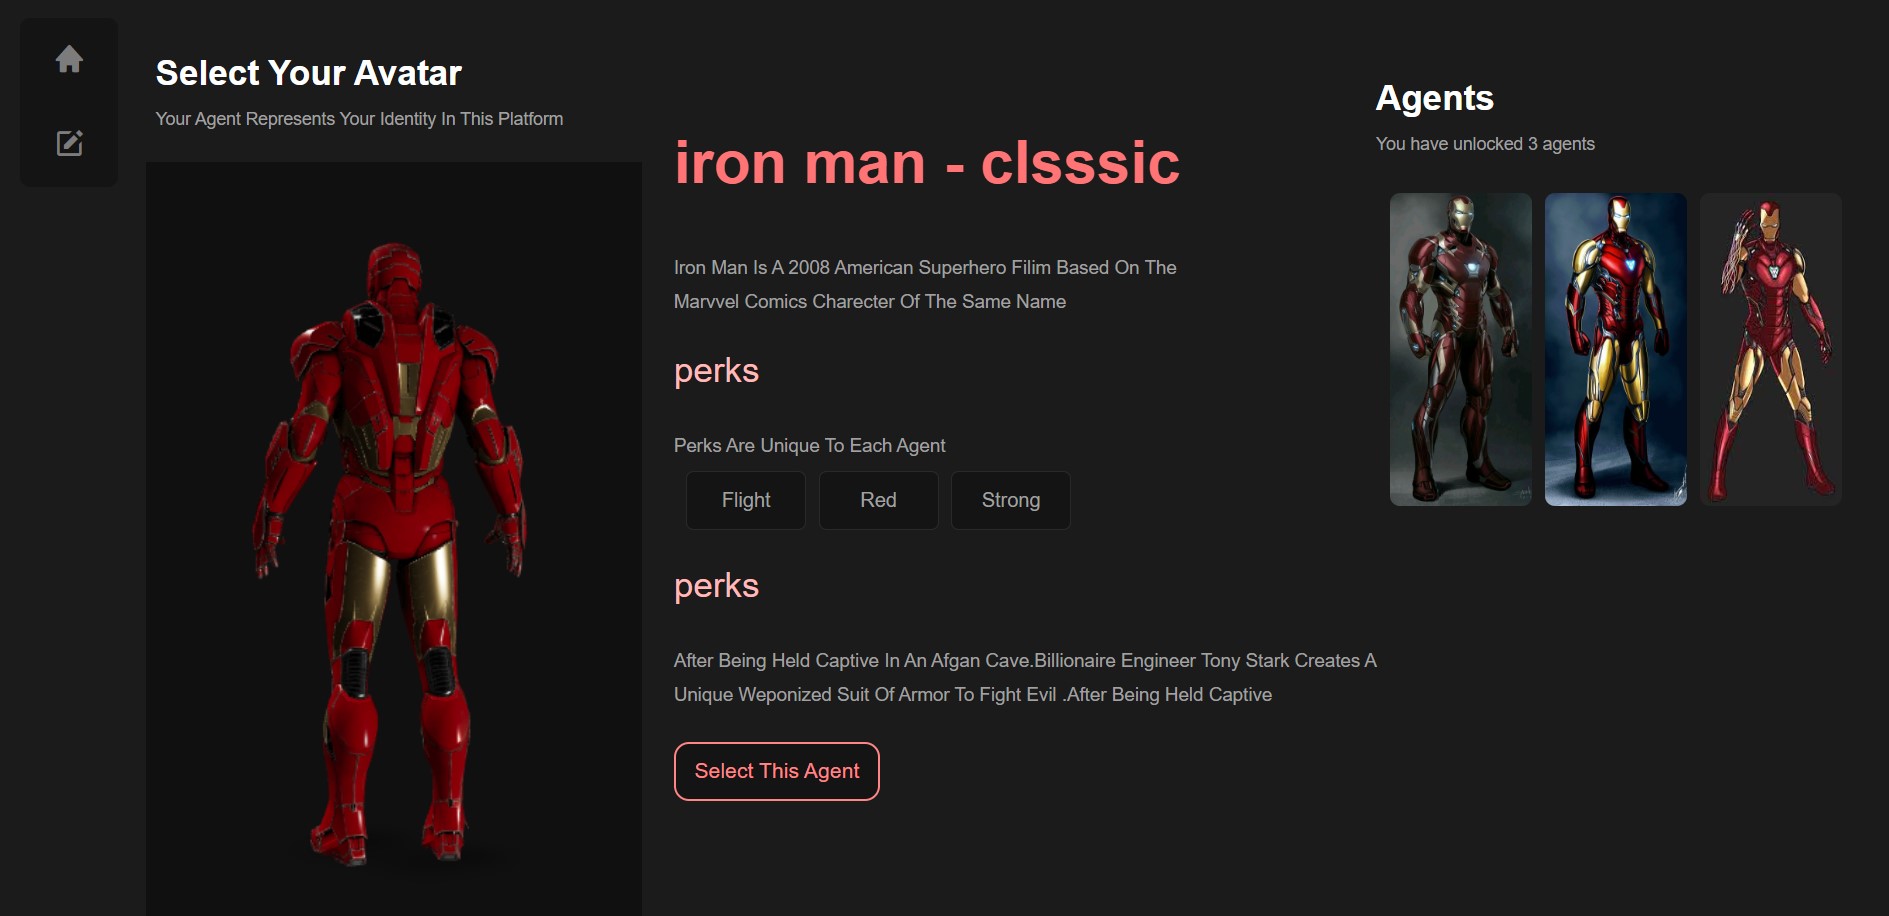 Select Your Avatar
Your Agent Represents Your Identity In This Platform
iron man - clsssic
Iron Man Is A 2008 American Superhero Filim Based On The
Marvvel Comics Charecter Of The Same Name
perks
Perks Are Unique To Each Agent
Flight
Red
Strong
perks
After Being Held Captive In An Afgan Cave.Billionaire Engineer Tony Stark Creates A
Unique Weponized Suit Of Armor To Fight Evil .After Being Held Captive
Select This Agent
Agents
You have unlocked 3 agents